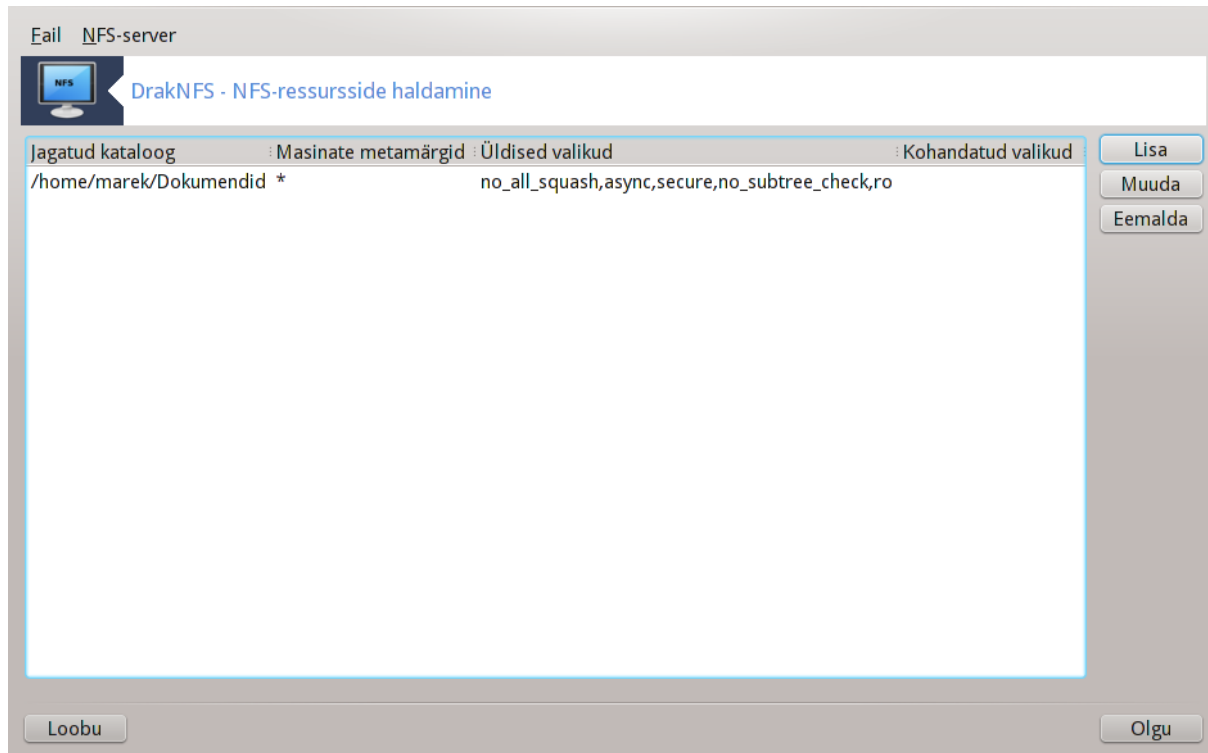 Fail NFS-server
NFS
DrakNFS - NFS-ressursside haldamine
Jagatud kataloog Masinate metamärgid Üldised valikud Kohandatud valikud
/home/marek/Dokumendid * no_all_squash,async,secure,no_subtree_check,ro
Lisa
Muuda
Eemalda
Loobu Olgu